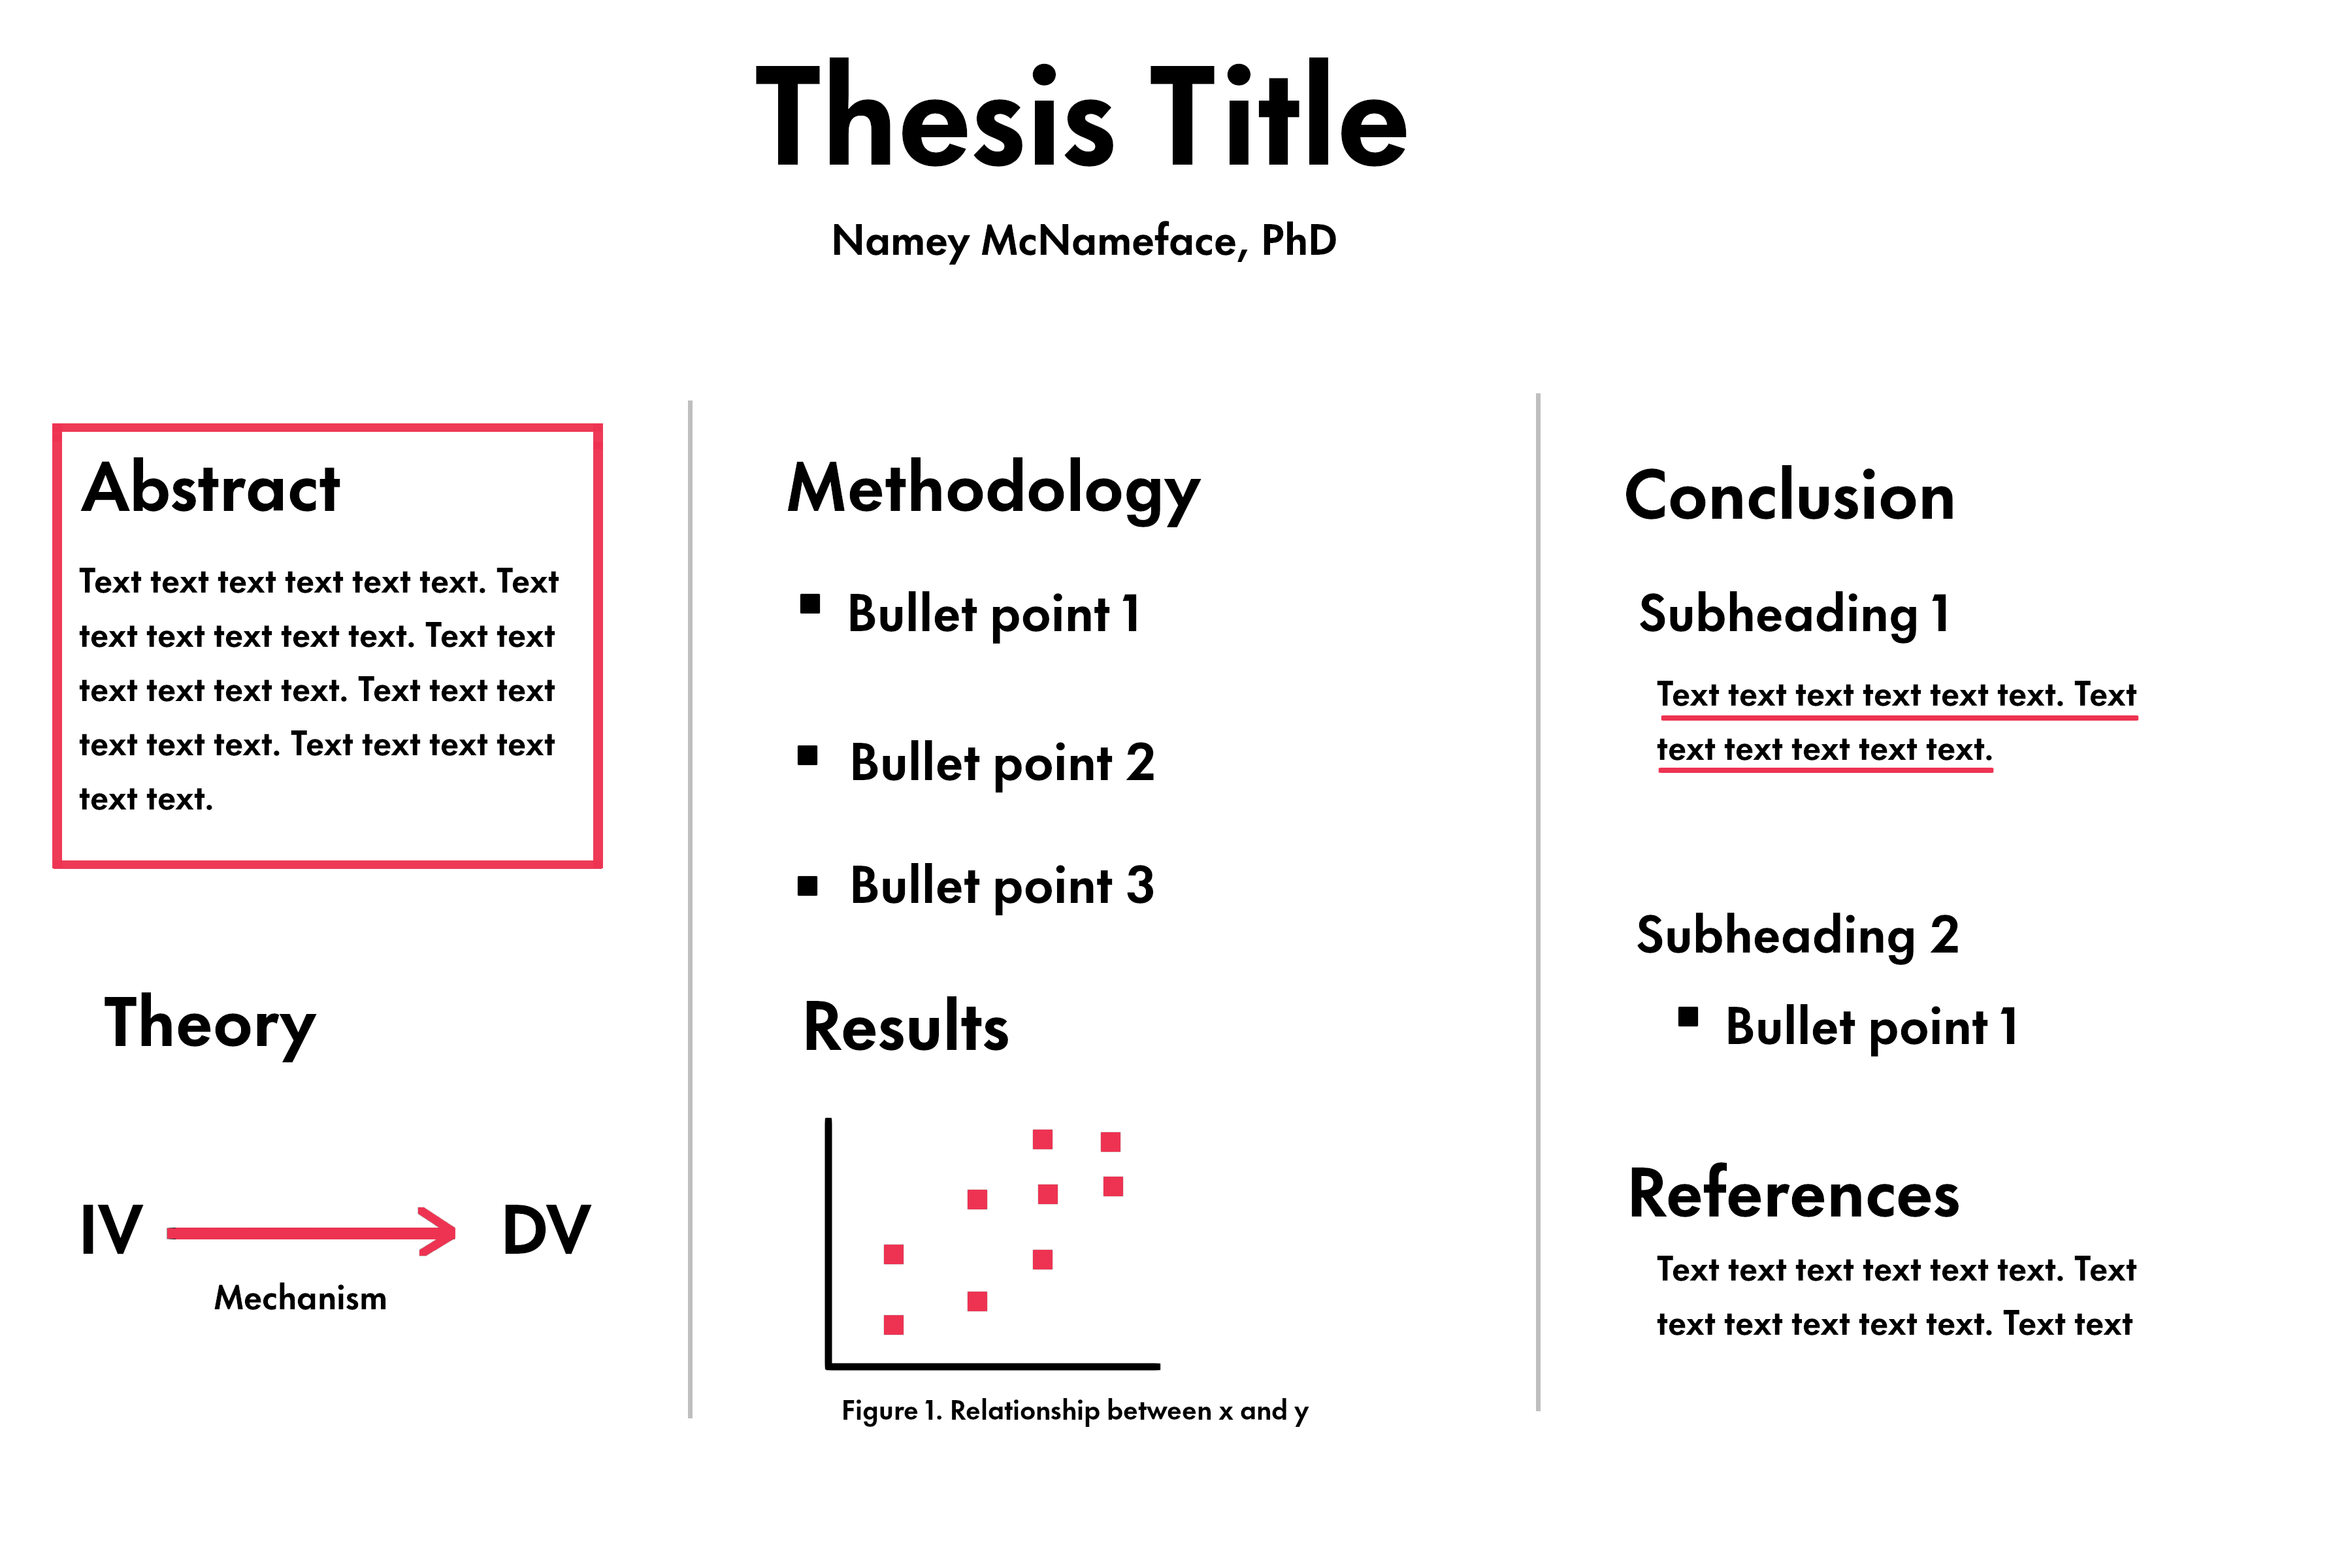 Thesis Title
Namey McNameface, PhD
Abstract
Text text text text text text. Text
text text text text text. Text text
text text text text. Text text text
text text text. Text text text text
text text.
Theory
IV
DV
Mechanism
Methodology
Bullet point 1
Bullet point 2
Bullet point 3
Results
Figure 1. Relationship between x and y
Conclusion
Subheading 1
Text text text text text text. Text
text text text text text.
Subheading 2
Bullet point 1
References
Text text text text text text. Text
text text text text text. Text text